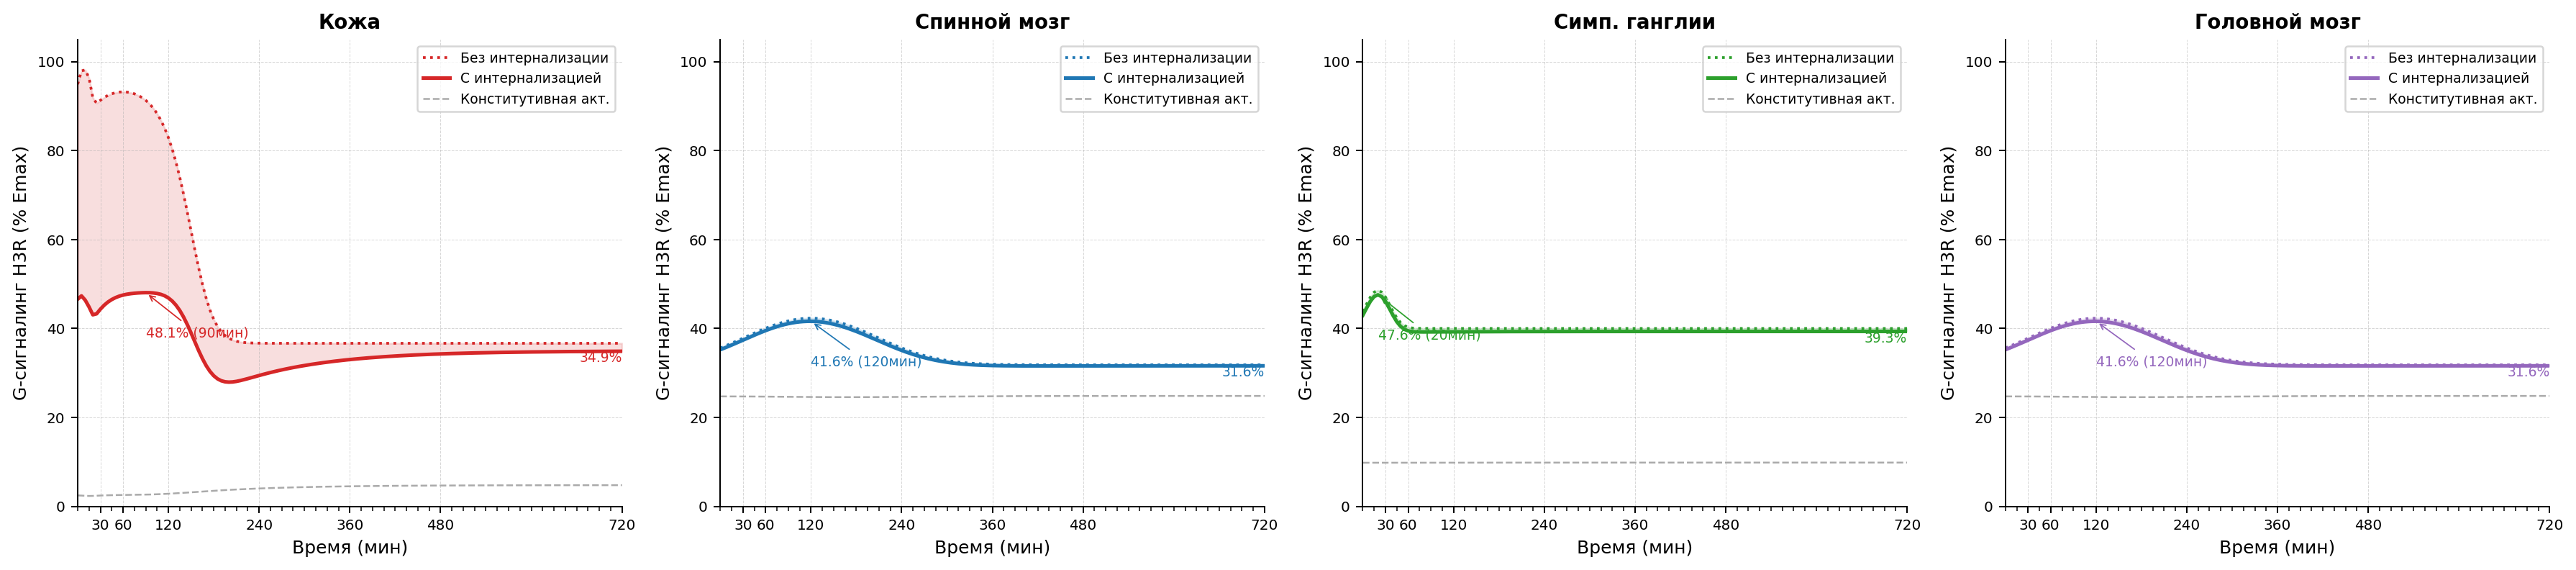 Кожа
G-сигналинг H3R (% Emax)
100
80
60
40
20
0
Без интернализации
С интернализацией
Конститутивная акт.
48.1% (90мин)
34.9%
30 60 120 240 360 480 720
Время (мин)
Спинной мозг
G-сигналинг H3R (% Emax)
100
80
60
40
20
0
Без интернализации
С интернализацией
Конститутивная акт.
41.6% (120мин)
31.6%
30 60 120 240 360 480 720
Время (мин)
Симп. ганглии
G-сигналинг H3R (% Emax)
100
80
60
40
20
0
Без интернализации
С интернализацией
Конститутивная акт.
47.6% (20мин)
39.3%
30 60 120 240 360 480 720
Время (мин)
Головной мозг
G-сигналинг H3R (% Emax)
100
80
60
40
20
0
Без интернализации
С интернализацией
Конститутивная акт.
41.6% (120мин)
31.6%
30 60 120 240 360 480 720
Время (мин)